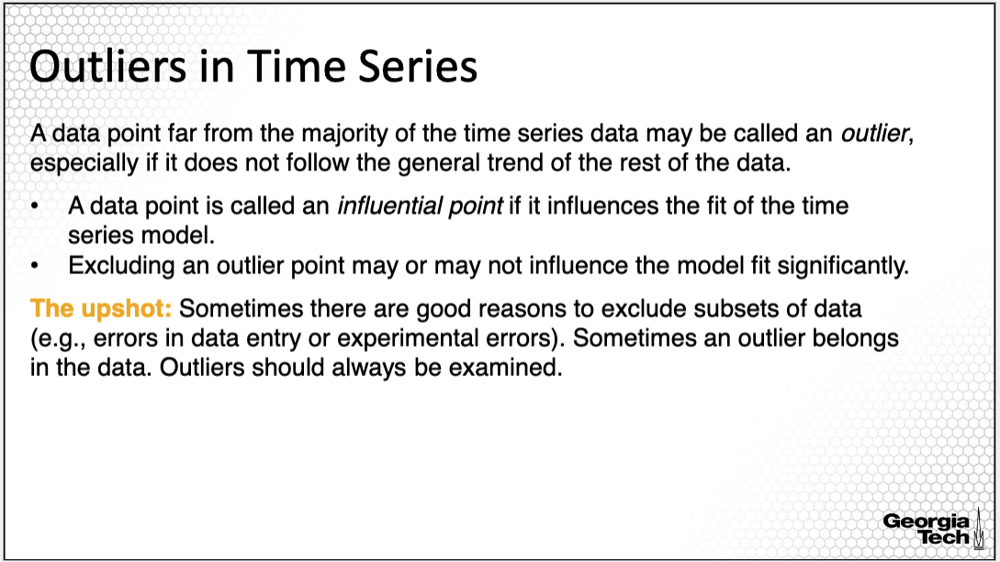 Outliers in Time Series
A data point far from the majority of the time series data may be called an outlier,
especially if it does not follow the general trend of the rest of the data.
• A data point is called an influential point if it influences the fit of the time
series model.
• Excluding an outlier point may or may not influence the model fit significantly.
The upshot: Sometimes there are good reasons to exclude subsets of data
(e.g., errors in data entry or experimental errors). Sometimes an outlier belongs
in the data. Outliers should always be examined.
Georgia
Tech